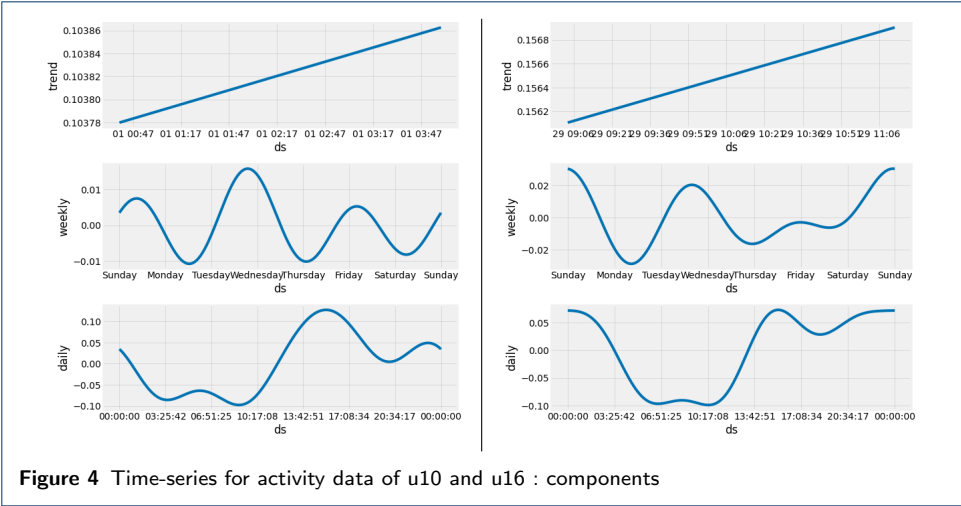 0.10386
0.10384
0.10382
0.10380
0.10378
trend
01 00:47 01 01:17 01 01:47 01 02:17 01 02:47 01 03:17 01 03:47
ds
0.01
0.00
−0.01
weekly
Sunday Monday Tuesday Wednesday Thursday Friday Saturday Sunday
ds
0.10
0.05
0.00
−0.05
−0.10
daily
00:00:00 03:25:42 06:51:25 10:17:08 13:42:51 17:08:34 20:34:17 00:00:00
ds
0.1568
0.1566
0.1564
0.1562
trend
29 09:06 29 09:21 29 09:36 29 09:51 29 10:06 29 10:21 29 10:36 29 10:51 29 11:06
ds
0.02
0.00
−0.02
weekly
Sunday Monday Tuesday Wednesday Thursday Friday Saturday Sunday
ds
0.05
0.00
−0.05
−0.10
daily
00:00:00 03:25:42 06:51:25 10:17:08 13:42:51 17:08:34 20:34:17 00:00:00
ds
Figure 4 Time-series for activity data of u10 and u16 : components